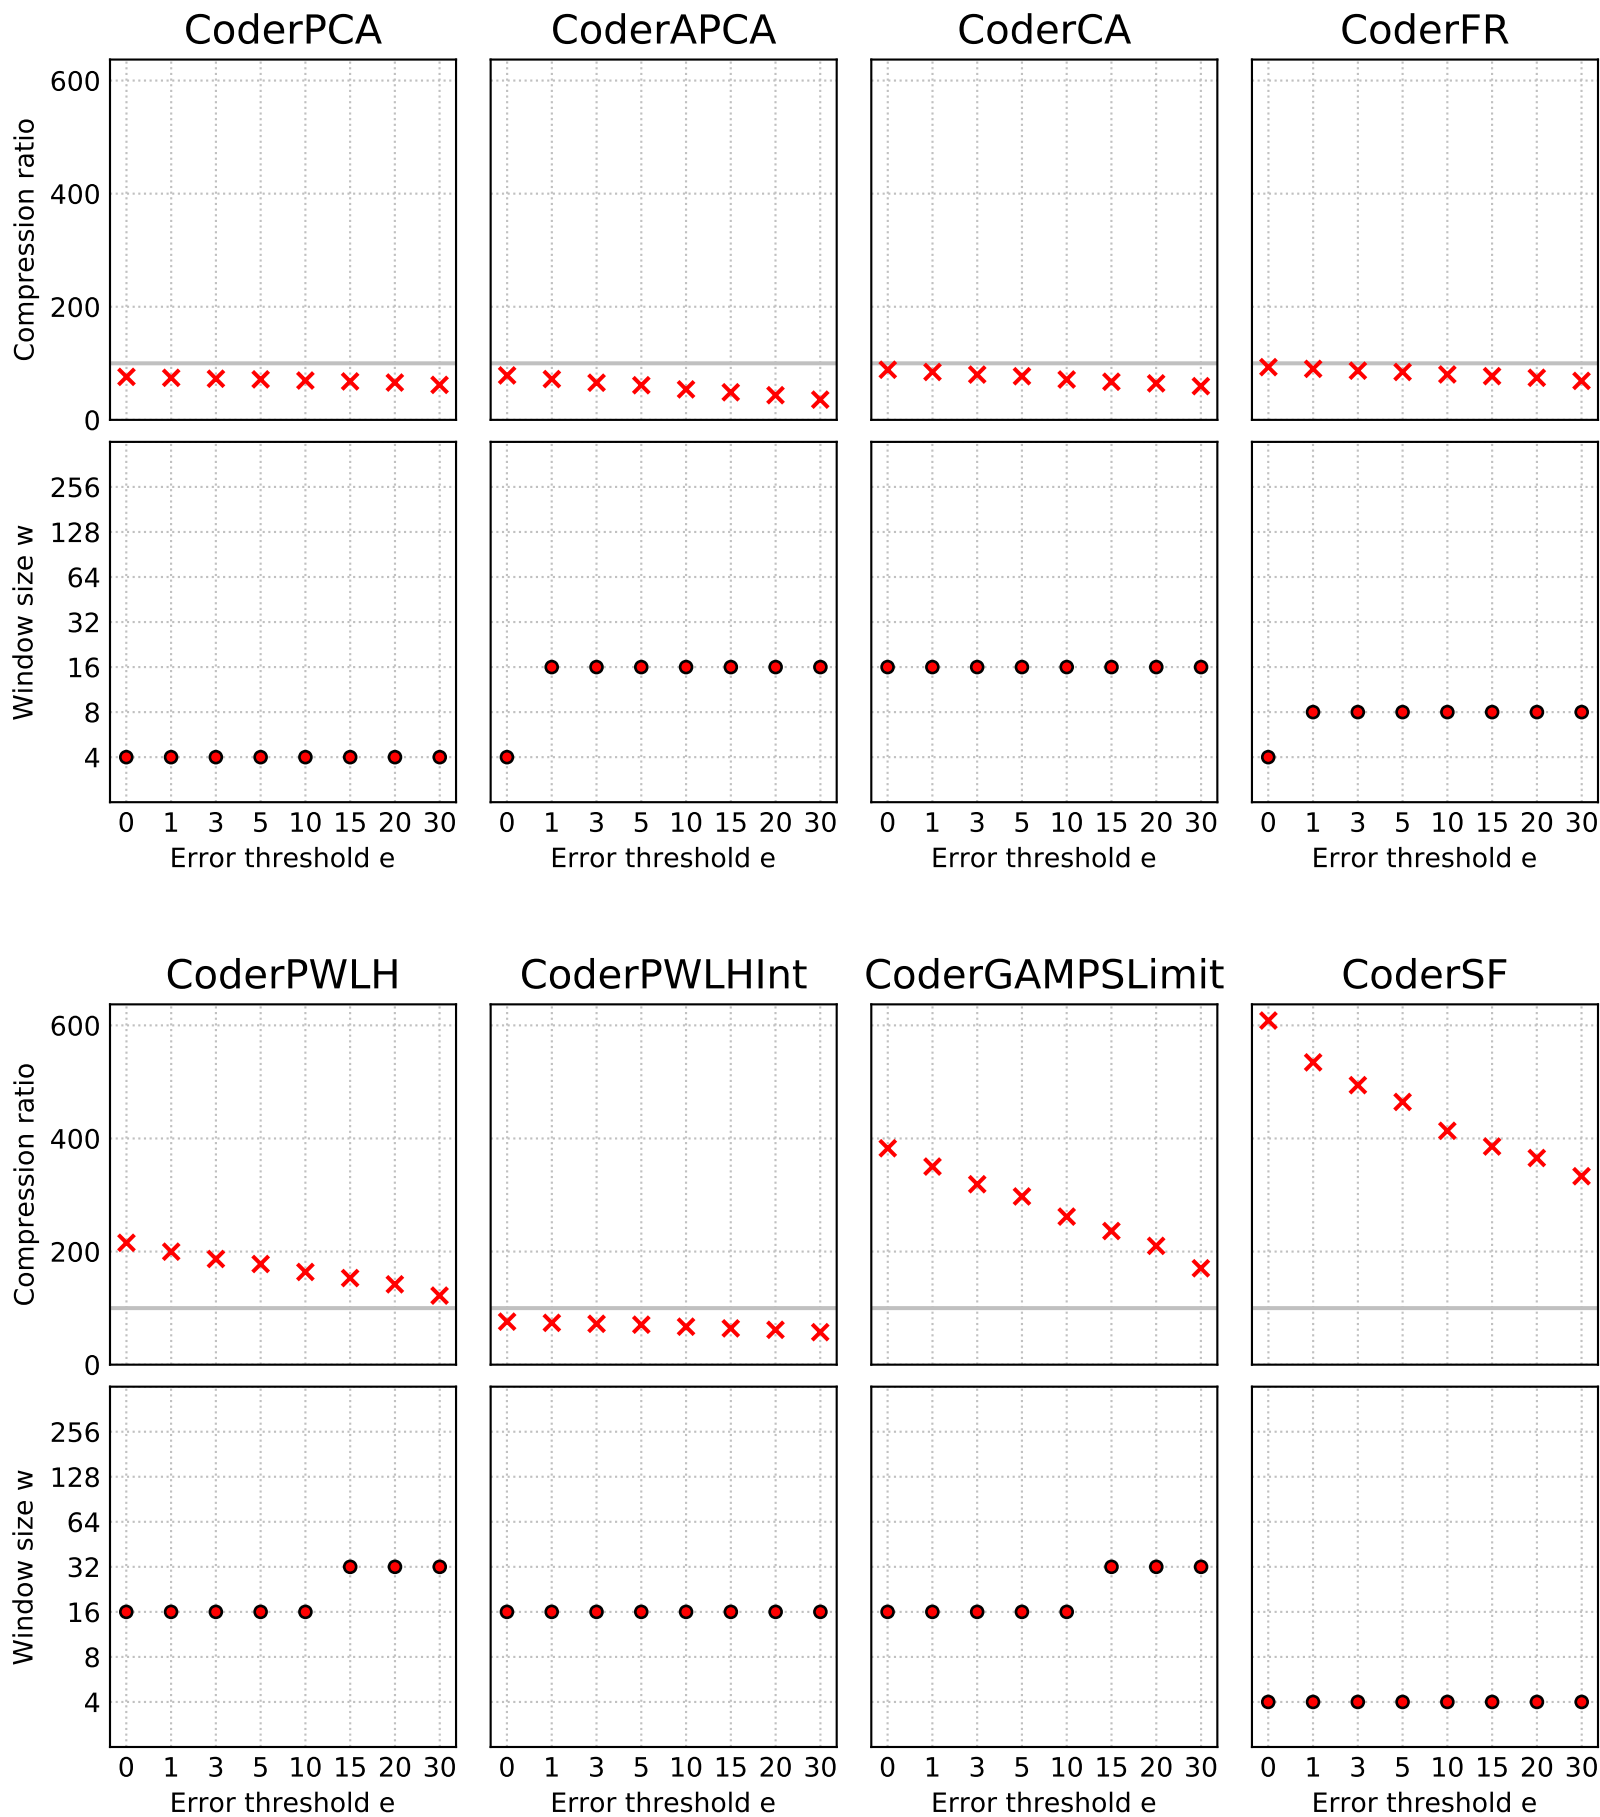 CoderPCA CoderAPCA CoderCA CoderFR
Compression ratio
600
400
200
0
Window size w
256
128
64
32
16
8
4
0 1 3 5 10 15 20 30 0 1 3 5 10 15 20 30 0 1 3 5 10 15 20 30 0 1 3 5 10 15 20 30
Error threshold e Error threshold e Error threshold e Error threshold e
CoderPWLH CoderPWLHInt CoderGAMPSLimit CoderSF
Compression ratio
600
400
200
0
Window size w
256
128
64
32
16
8
4
0 1 3 5 10 15 20 30 0 1 3 5 10 15 20 30 0 1 3 5 10 15 20 30 0 1 3 5 10 15 20 30
Error threshold e Error threshold e Error threshold e Error threshold e